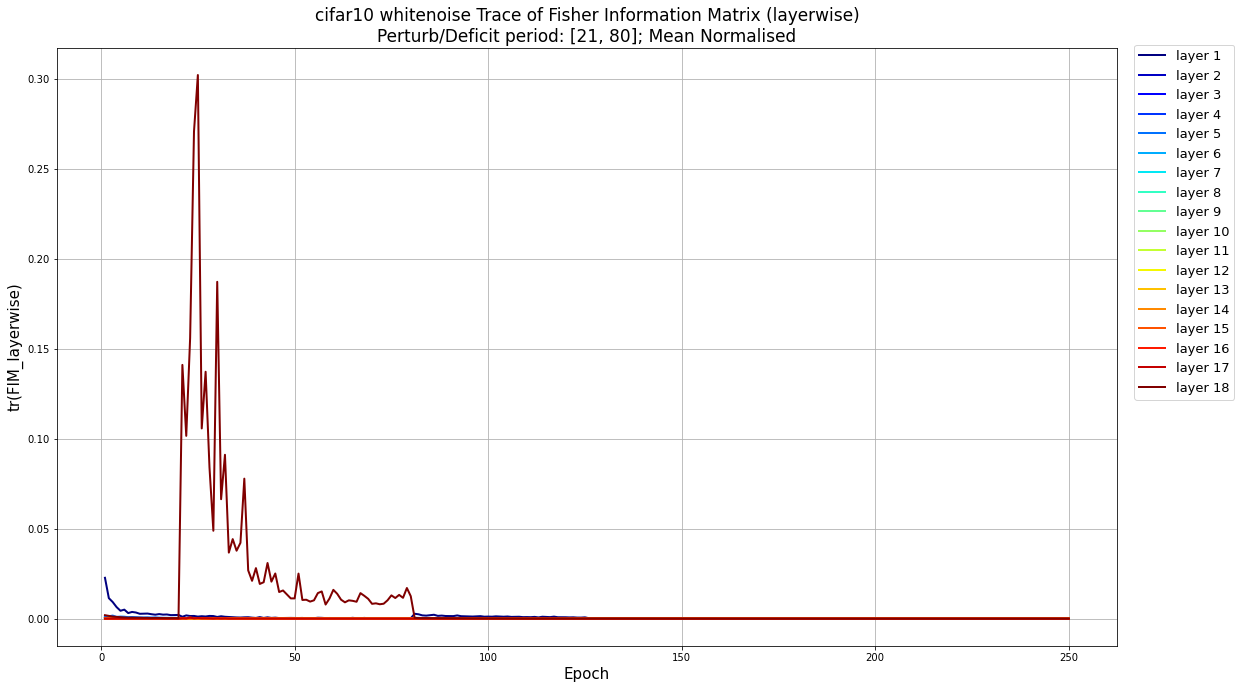 cifar10 whitenoise Trace of Fisher Information Matrix (layerwise)
Perturb/Deficit period: [21, 80]; Mean Normalised
tr(FIM_layerwise)
0.30
0.25
0.20
0.15
0.10
0.05
0.00
0
50
100
150
200
250
Epoch
layer 1
layer 2
layer 3
layer 4
layer 5
layer 6
layer 7
layer 8
layer 9
layer 10
layer 11
layer 12
layer 13
layer 14
layer 15
layer 16
layer 17
layer 18